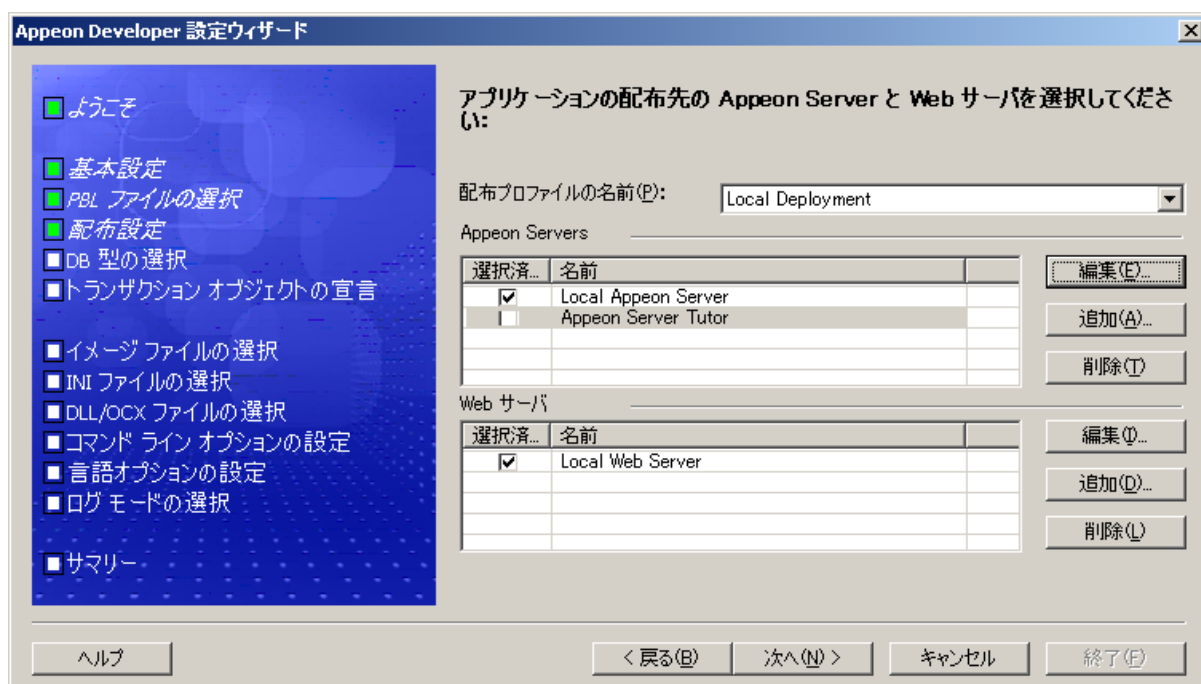 Appeon Developer 設定ウィザード
ようこそ
基本設定
PBL ファイルの選択
配布設定
DB 型の選択
トランザクション オブジェクトの宣言
イメージ ファイルの選択
INI ファイルの選択
DLL/OCX ファイルの選択
コマンド ライン オプションの設定
言語オプションの設定
ログ モードの選択
サマリー
アプリケーションの配布先の Appeon Server と Web サーバを選択してくださ
い:
配布プロファイルの名前(P): Local Deployment
Appeon Servers
選択済... 名前
Local Appeon Server
Appeon Server Tutor
編集(E)...
追加(A)...
削除(T)
Web サーバ
選択済... 名前
Local Web Server
編集(I)...
追加(D)...
削除(L)
ヘルプ
< 戻る(B)
次へ(N) >
キャンセル
終了(F)